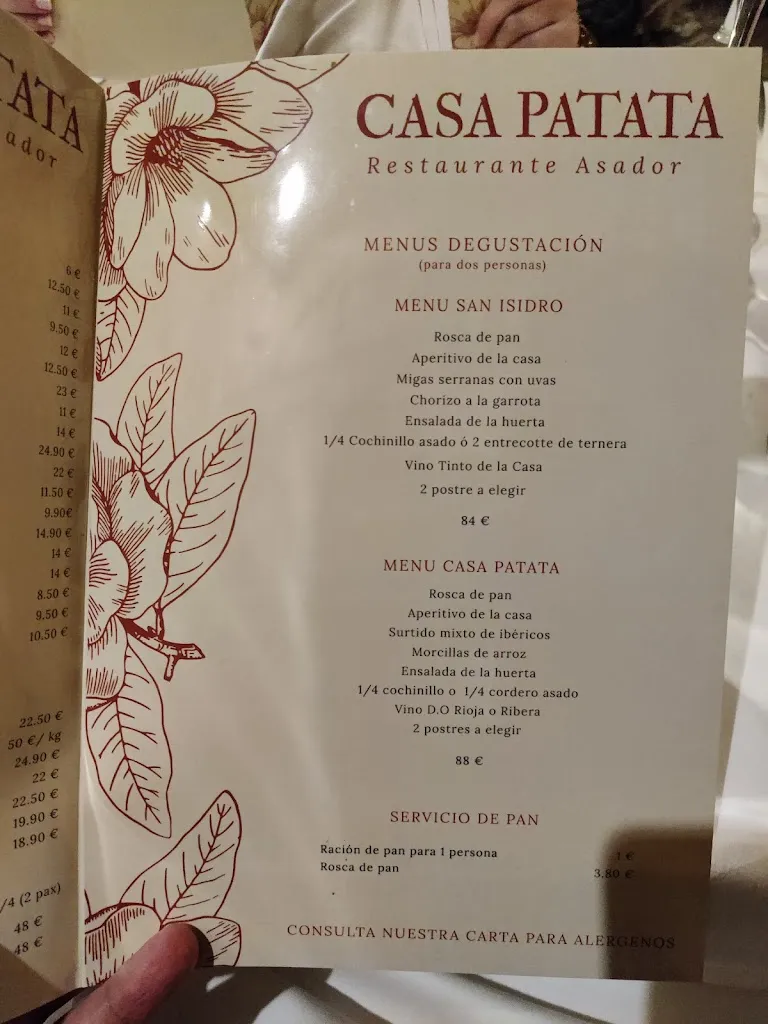 TATA
ador
6 €
12.50 €
11 €
9.50 €
12 €
12.50 €
23 €
11 €
14 €
24.90 €
22 €
11.50 €
9.90€
14.90 €
14 €
14 €
8.50 €
9.50 €
10.50 €
22.50 €
50 €/ kg
24.90 €
22 €
22.50 €
19.90 €
18.90 €
/4 (2 pax)
48 €
48 €
CASA PATATA
Restaurante Asador
MENUS DEGUSTACIÓN
(para dos personas)
MENU SAN ISIDRO
Rosca de pan
Aperitivo de la casa
Migas serranas con uvas
Chorizo a la garrota
Ensalada de la huerta
1/4 Cochinillo asado ó 2 entrecotte de ternera
Vino Tinto de la Casa
2 postre a elegir
84 €
MENU CASA PATATA
Rosca de pan
Aperitivo de la casa
Surtido mixto de ibéricos
Morcillas de arroz
Ensalada de la huerta
1/4 cochinillo o 1/4 cordero asado
Vino D.O Rioja o Ribera
2 postres a elegir
88 €
SERVICIO DE PAN
Ración de pan para 1 persona 1 €
Rosca de pan 3.80 €
CONSULTA NUESTRA CARTA PARA ALERGENOS